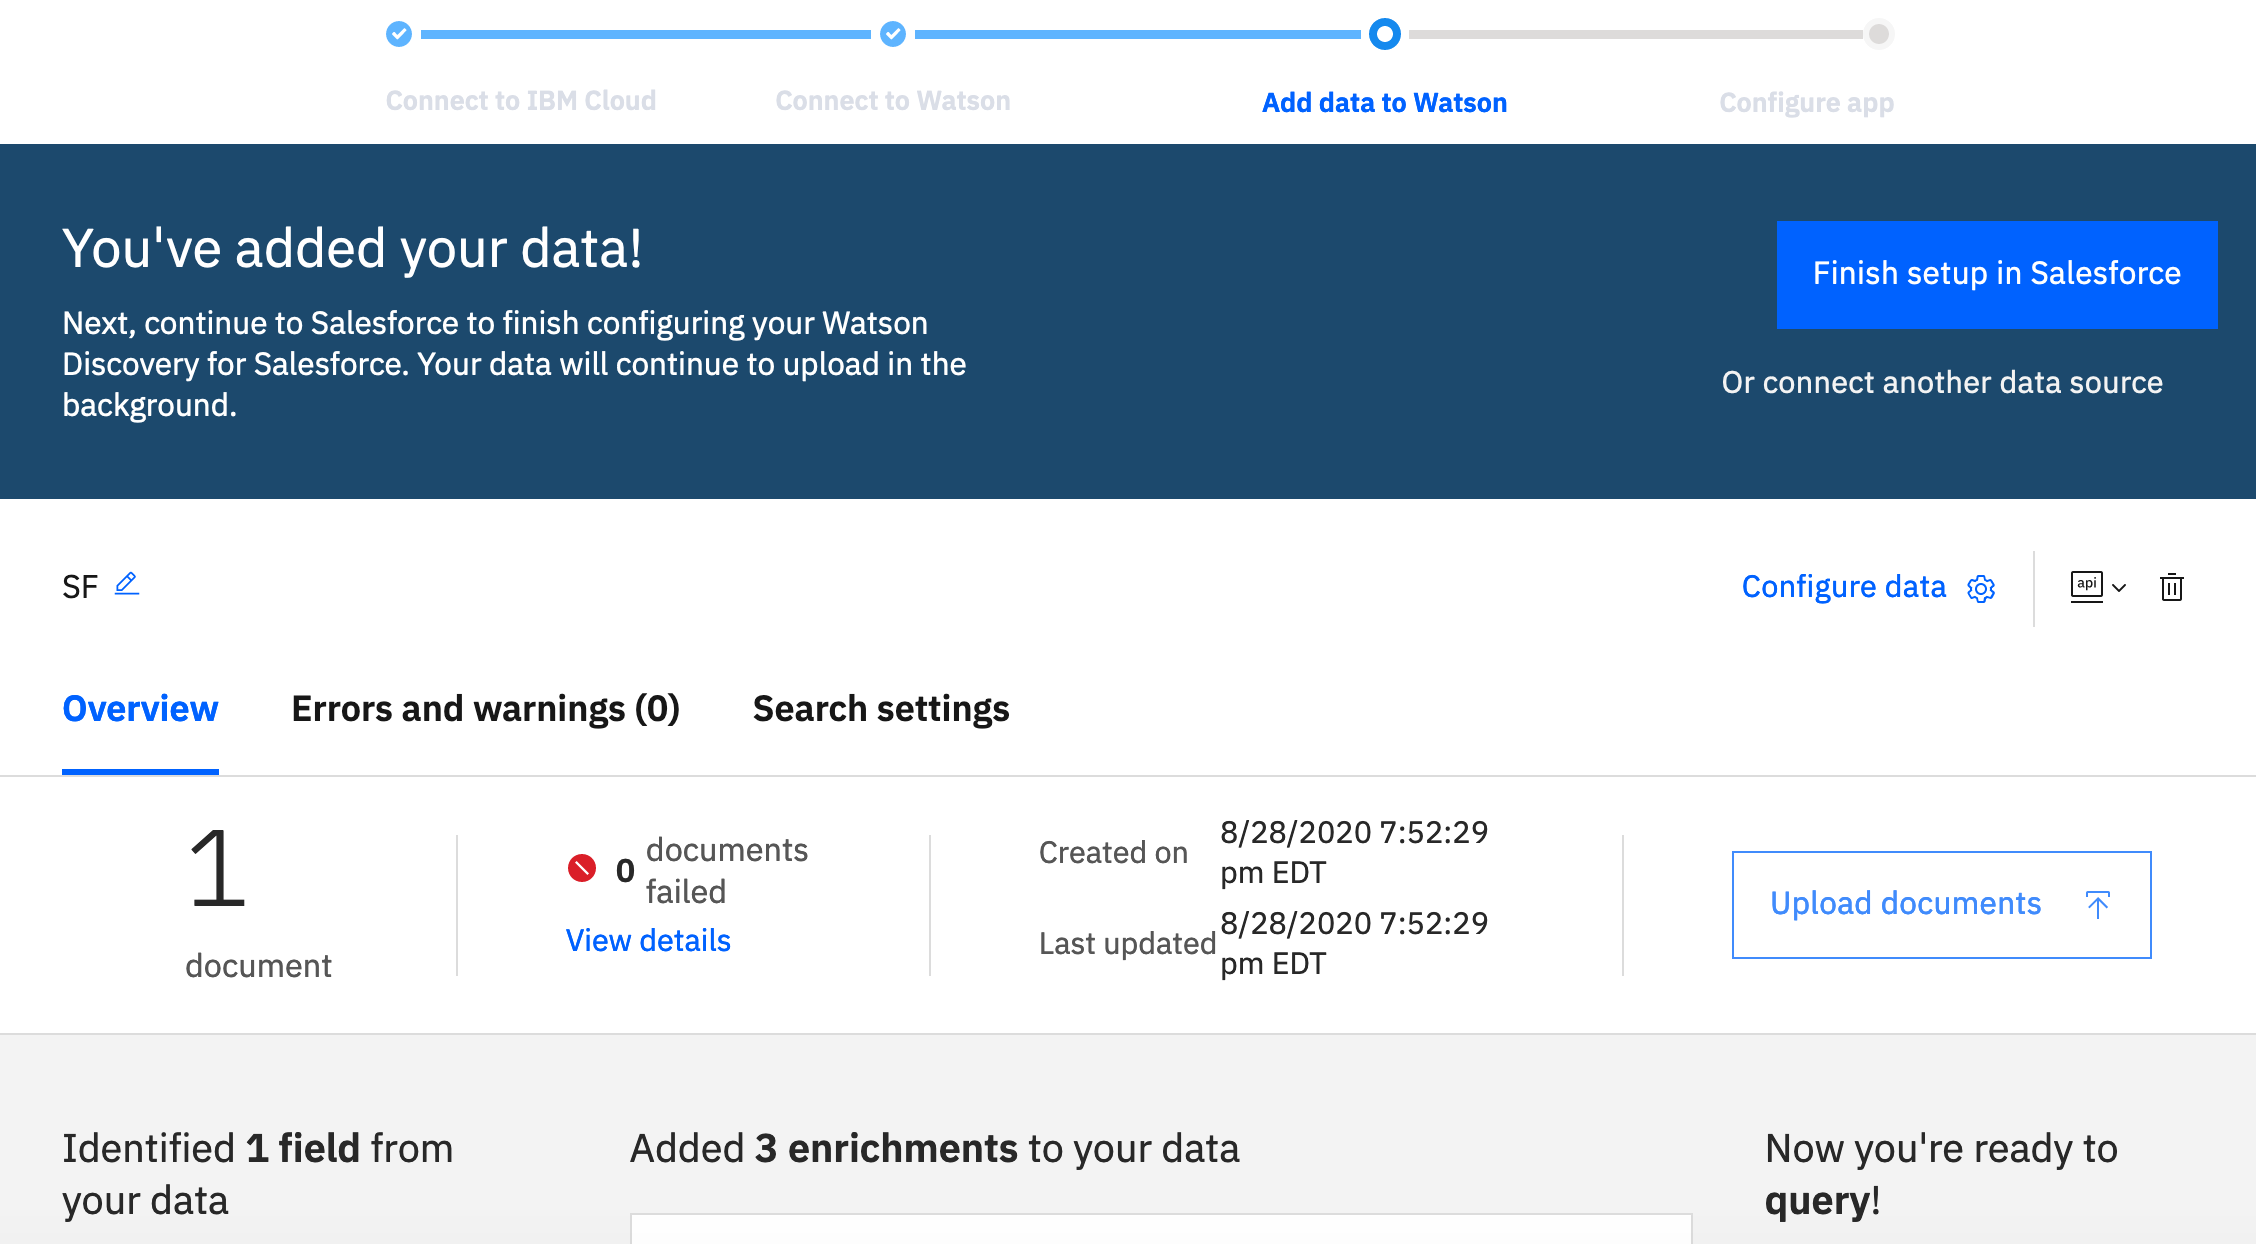 Connect to IBM Cloud
Connect to Watson
Add data to Watson
Configure app
You've added your data!
Next, continue to Salesforce to finish configuring your Watson
Discovery for Salesforce. Your data will continue to upload in the
background.
Finish setup in Salesforce
Or connect another data source
SF
Configure data
api
Overview
Errors and warnings (0)
Search settings
1
document
0 documents
failed
View details
Created on
8/28/2020 7:52:29
pm EDT
Last updated
8/28/2020 7:52:29
pm EDT
Upload documents
Identified 1 field from
your data
Added 3 enrichments to your data
Now you're ready to
query!